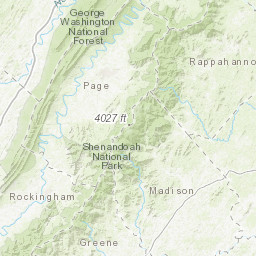 George
Washington
National
Forest
Page
Rappahanno
4027 ft
Shenandoah
National
Park
Rockingham
Madison
Greene